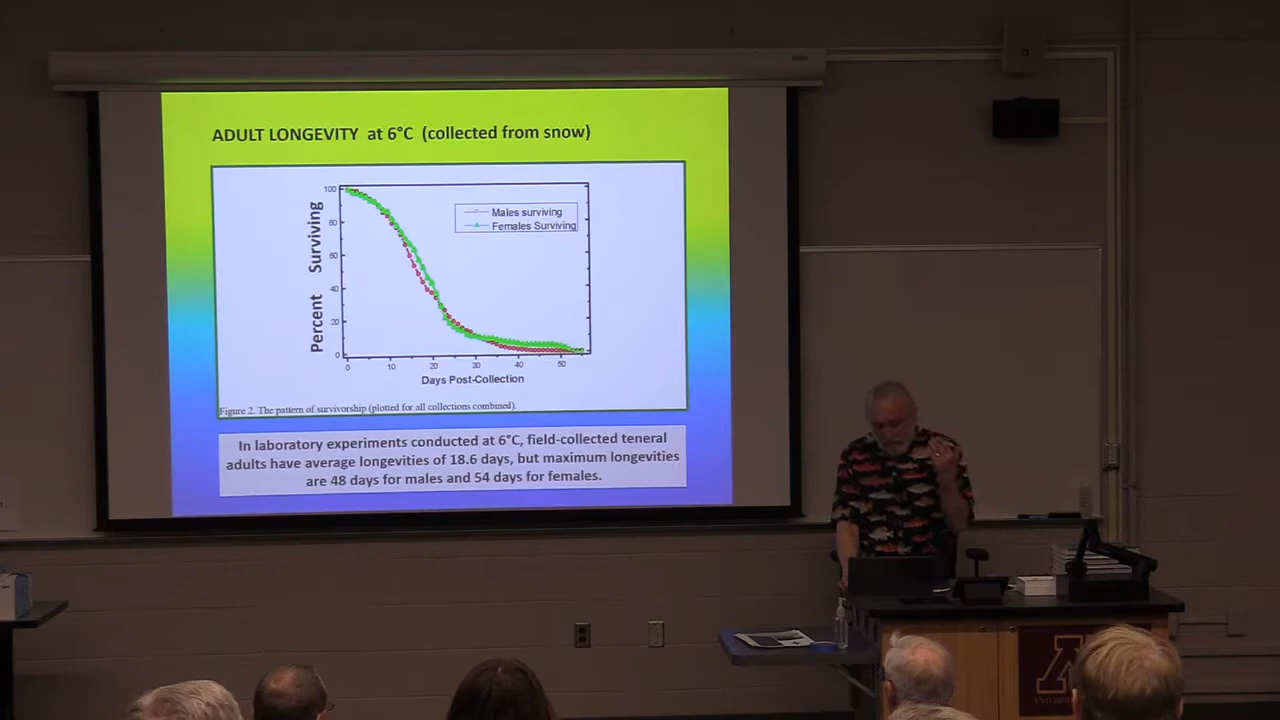 ADULT LONGEVITY at 6°C (collected from snow)
Percent Surviving
100
80
60
40
20
0
Males surviving
Females Surviving
0 10 20 30 40 50
Days Post-Collection
Figure 2. The pattern of survivorship (plotted for all collections combined).
In laboratory experiments conducted at 6°C, field-collected teneral
adults have average longevities of 18.6 days, but maximum longevities
are 48 days for males and 54 days for females.
M